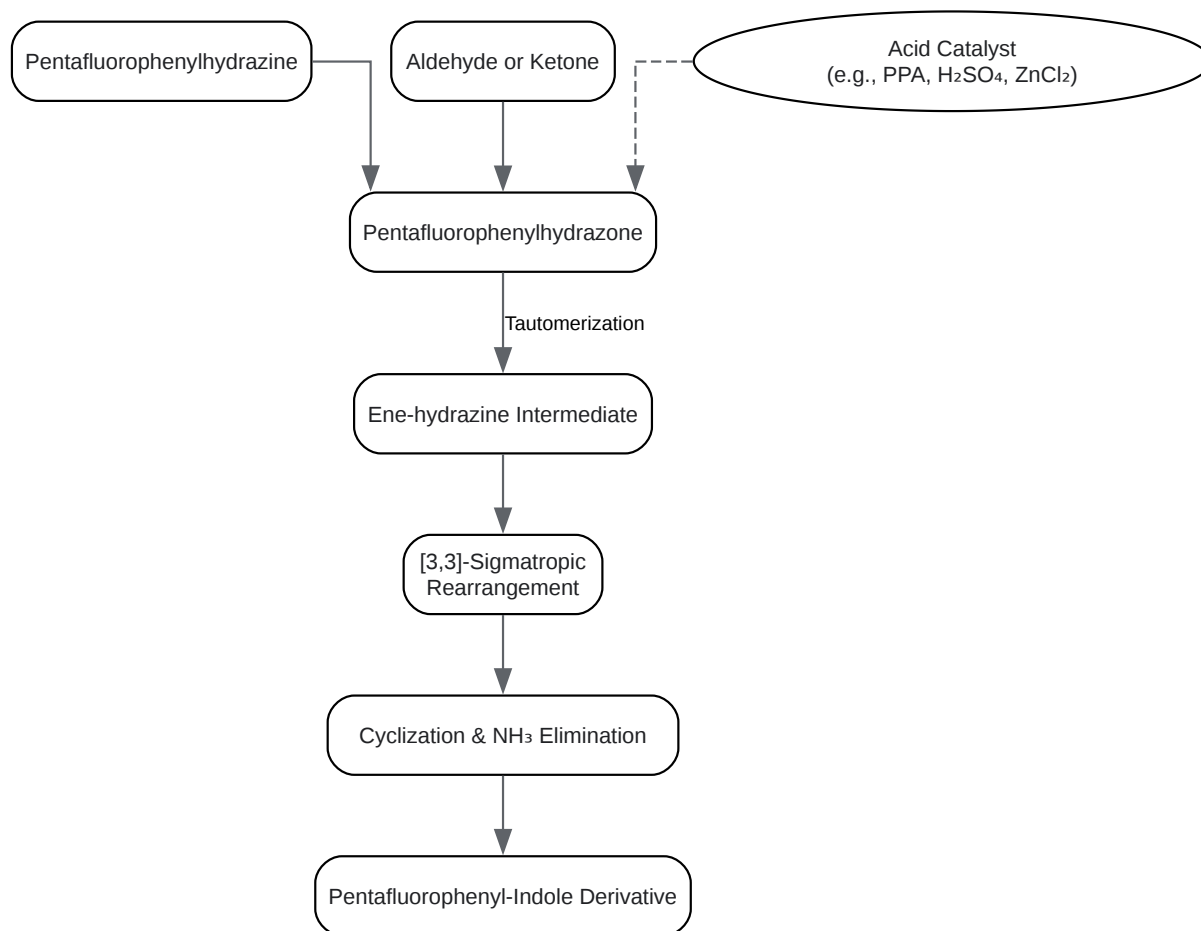 Pentafluorophenylhydrazine
Aldehyde or Ketone
Acid Catalyst
(e.g., PPA, H₂SO₄, ZnCl₂)
Pentafluorophenylhydrazone
Tautomerization
Ene-hydrazine Intermediate
[3,3]-Sigmatropic
Rearrangement
Cyclization & NH₃ Elimination
Pentafluorophenyl-Indole Derivative